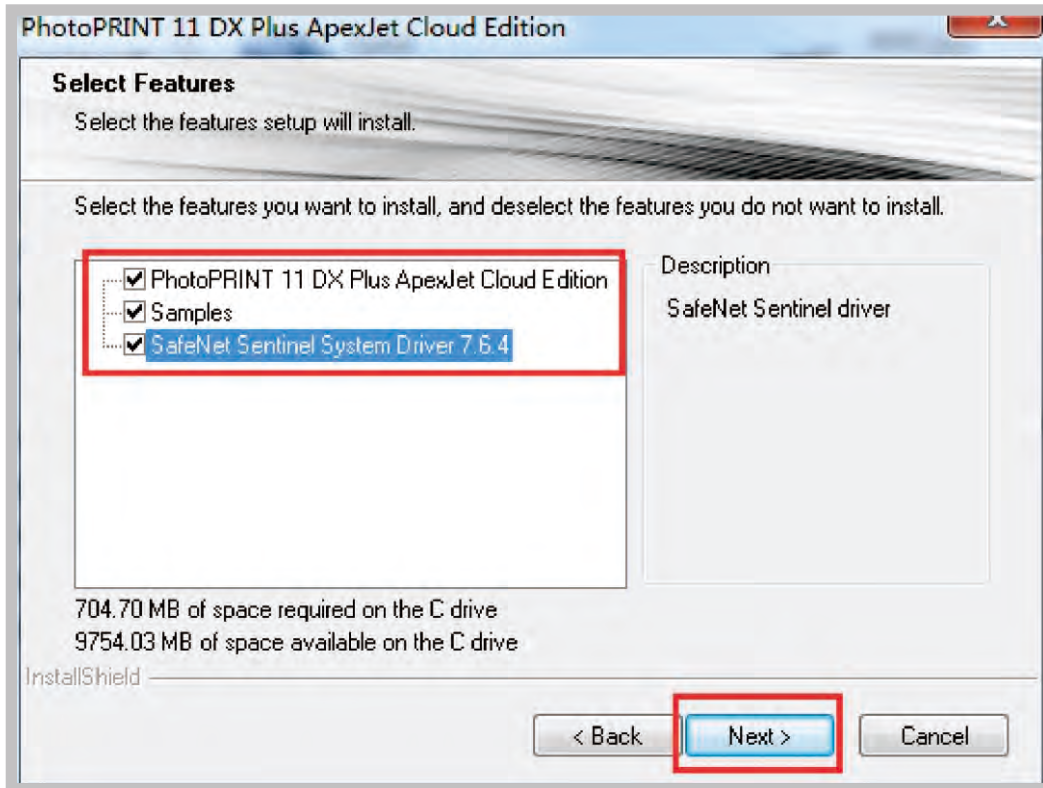 PhotoPRINT 11 DX Plus ApexJet Cloud Edition
X
Select Features
Select the features setup will install.
Select the features you want to install, and deselect the features you do not want to install.
PhotoPRINT 11 DX Plus ApexJet Cloud Edition
Samples
SafeNet Sentinel System Driver 7.6.4
Description
SafeNet Sentinel driver
704.70 MB of space required on the C drive
9754.03 MB of space available on the C drive
InstallShield
< Back Next > Cancel